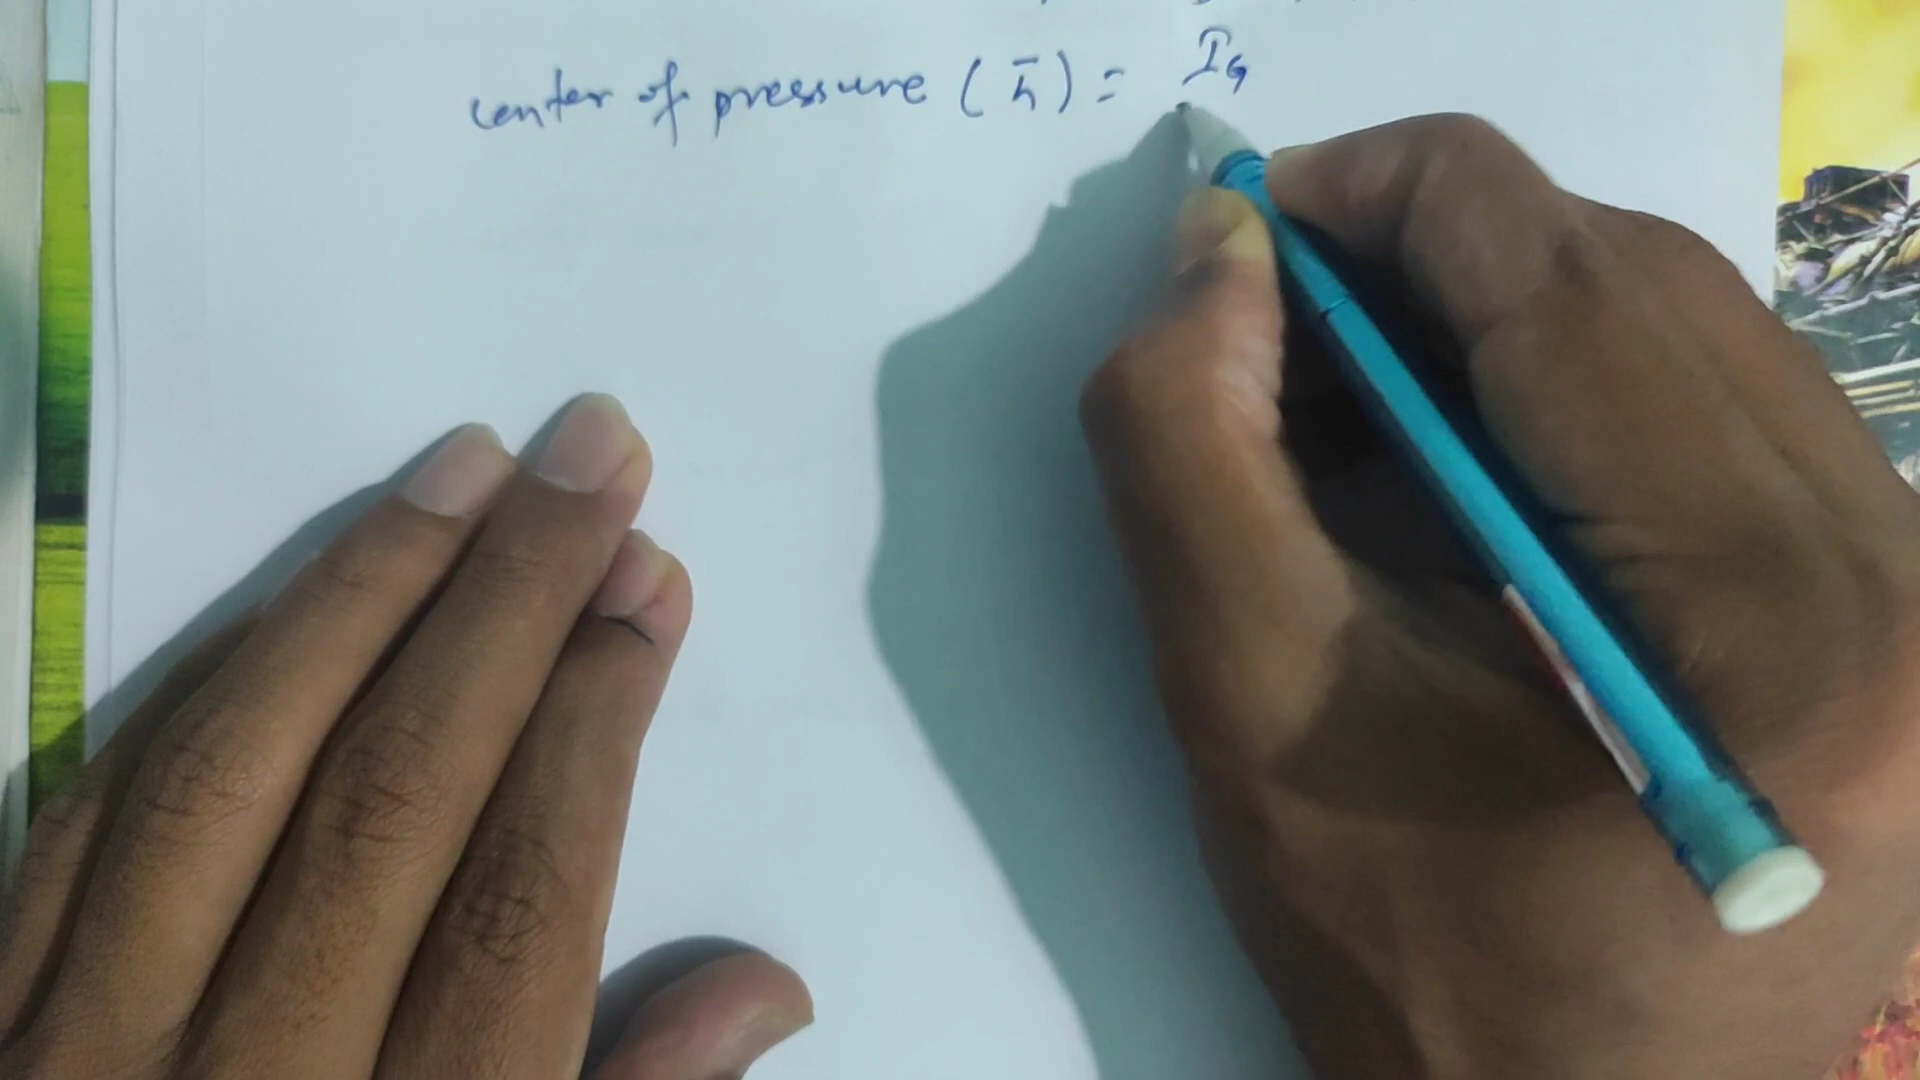 center of pressure (h̄) = I_G